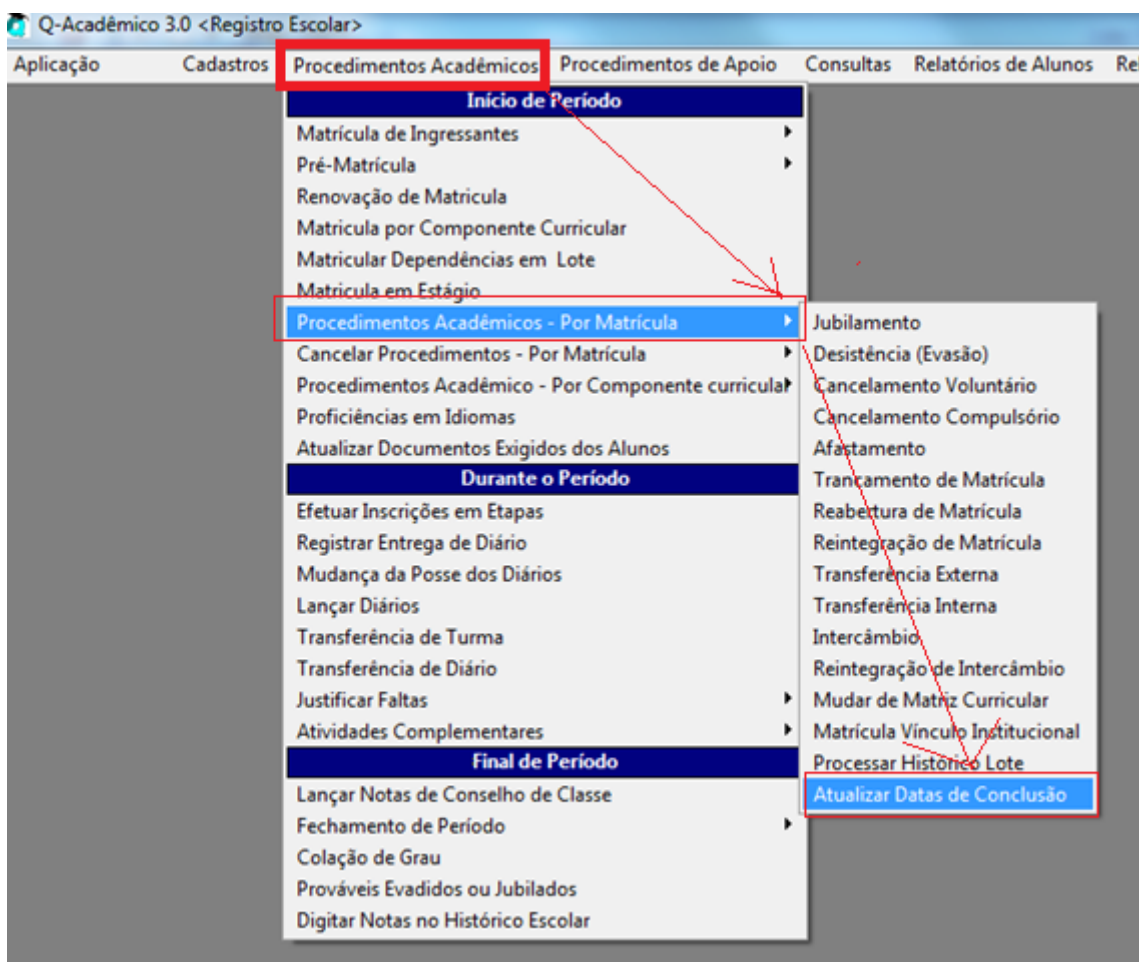 Q-Acadêmico 3.0 <Registro Escolar>
Aplicação Cadastros Procedimentos Acadêmicos Procedimentos de Apoio Consultas Relatórios de Alunos
Início de Período
Matrícula de Ingressantes
Pré-Matrícula
Renovação de Matricula
Matricula por Componente Curricular
Matricular Dependências em Lote
Matricula em Estágio
Procedimentos Acadêmicos - Por Matrícula
Cancelar Procedimentos - Por Matrícula
Procedimentos Acadêmico - Por Componente curricular
Proficiências em Idiomas
Atualizar Documentos Exigidos dos Alunos
Durante o Período
Efetuar Inscrições em Etapas
Registrar Entrega de Diário
Mudança da Posse dos Diários
Lançar Diários
Transferência de Turma
Transferência de Diário
Justificar Faltas
Atividades Complementares
Final de Período
Lançar Notas de Conselho de Classe
Fechamento de Período
Colação de Grau
Prováveis Evadidos ou Jubilados
Digitar Notas no Histórico Escolar
Jubilamento
Desistência (Evasão)
Cancelamento Voluntário
Cancelamento Compulsório
Afastamento
Trancamento de Matrícula
Reabertura de Matrícula
Reintegração de Matrícula
Transferência Externa
Transferência Interna
Intercâmbio
Reintegração de Intercâmbio
Mudar de Matriz Curricular
Matrícula Vínculo Institucional
Processar Histórico Lote
Atualizar Datas de Conclusão